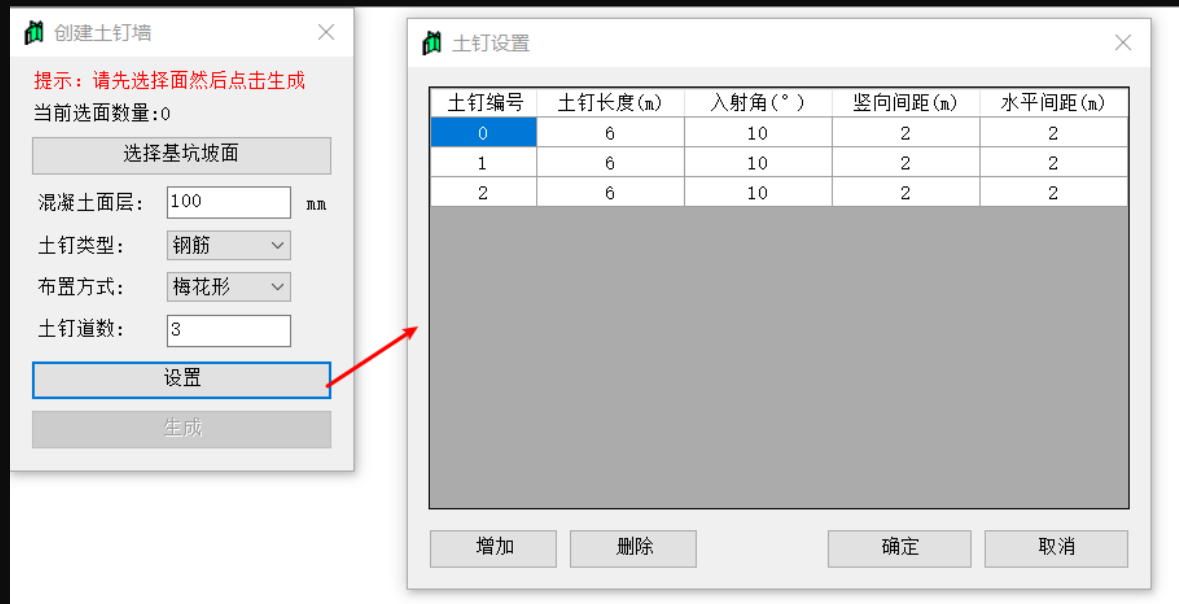 创建土钉墙
提示：请先选择面然后点击生成
当前选面数量:0
选择基坑坡面
混凝土面层: 100 mm
土钉类型: 钢筋
布置方式: 梅花形
土钉道数: 3
设置
生成
土钉设置
土钉编号 土钉长度(m) 入射角(°) 竖向间距(m) 水平间距(m)
0 6 10 2 2
1 6 10 2 2
2 6 10 2 2
增加 删除 确定 取消